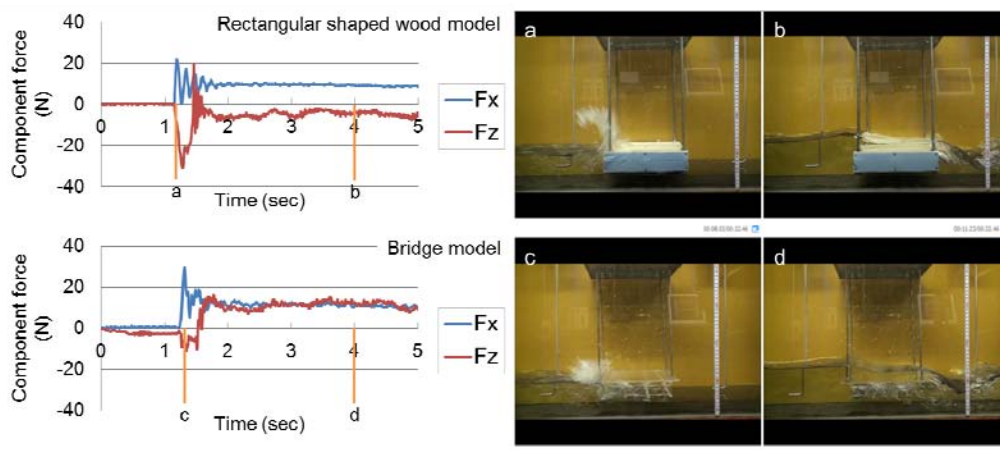 Rectangular shaped wood model
Component force
(N)
40
20
0
-20
-40
0 1 2 3 4 5
a b
Time (sec)
Fx
Fz
a
b
Bridge model
Component force
(N)
40
20
0
-20
-40
0 1 2 3 4 5
c d
Time (sec)
Fx
Fz
c
d